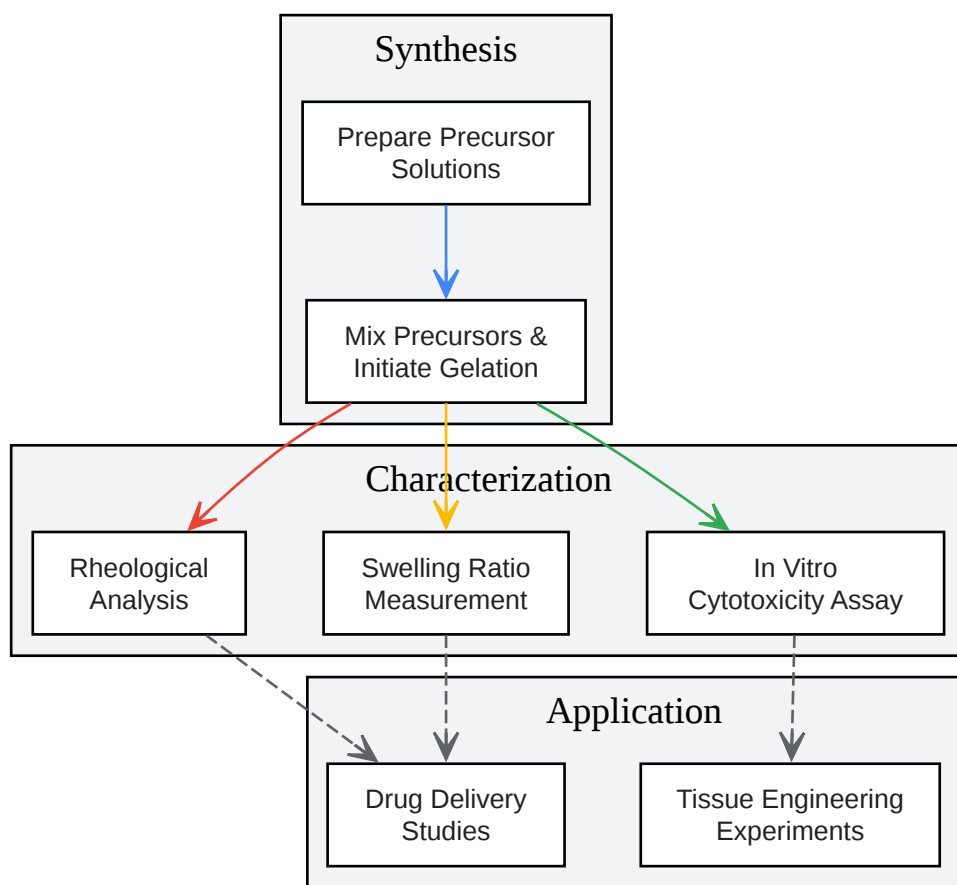 Synthesis
Prepare Precursor
Solutions
Mix Precursors &
Initiate Gelation
Characterization
Rheological
Analysis
Swelling Ratio
Measurement
In Vitro
Cytotoxicity Assay
Application
Drug Delivery
Studies
Tissue Engineering
Experiments